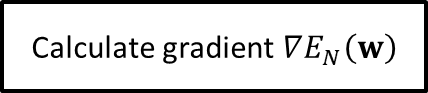 Calculate gradient ∇E_N(𝐰)